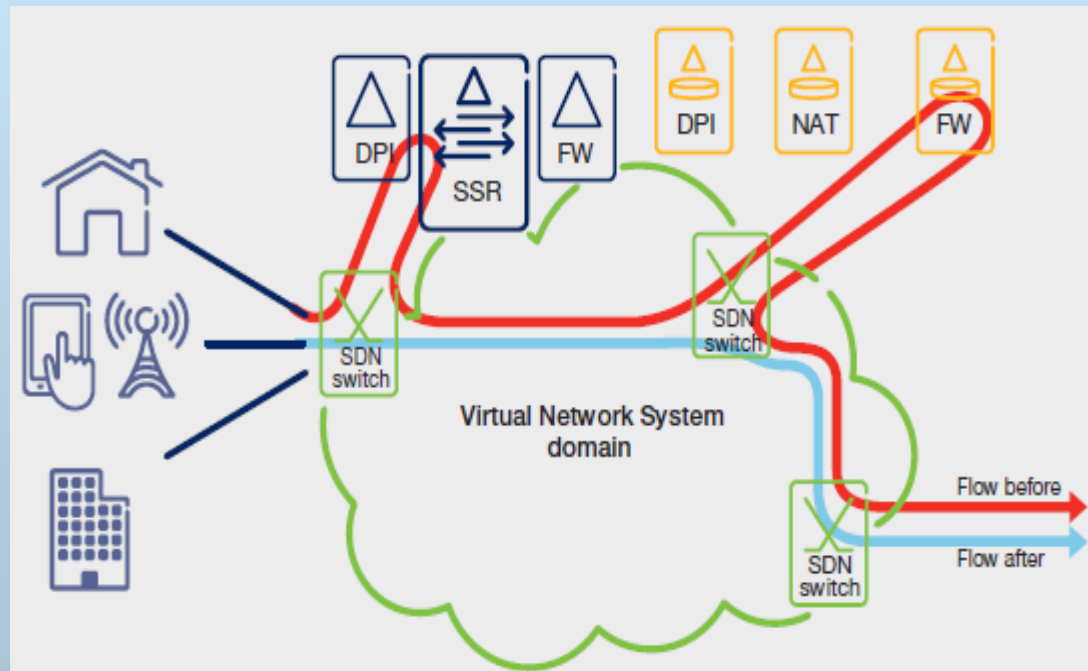 DPI
SSR
FW
DPI
NAT
FW
SDN
switch
SDN
switch
Virtual Network System
domain
Flow before
Flow after
SDN
switch